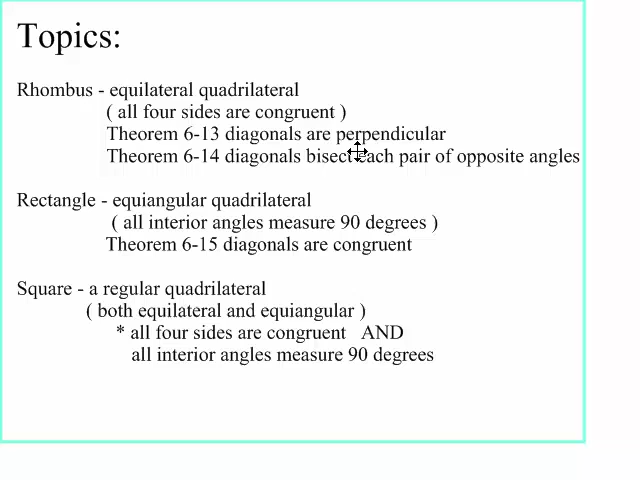 Topics:
Rhombus - equilateral quadrilateral
( all four sides are congruent )
Theorem 6-13 diagonals are perpendicular
Theorem 6-14 diagonals bisect each pair of opposite angles
Rectangle - equiangular quadrilateral
( all interior angles measure 90 degrees )
Theorem 6-15 diagonals are congruent
Square - a regular quadrilateral
( both equilateral and equiangular )
* all four sides are congruent AND
all interior angles measure 90 degrees